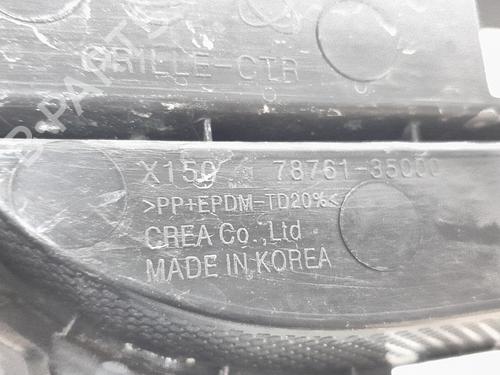 GRILLE-CTR
X150 78761-35000
>PP+EPDM-TD20%<
CREA Co.,Ltd
MADE IN KOREA